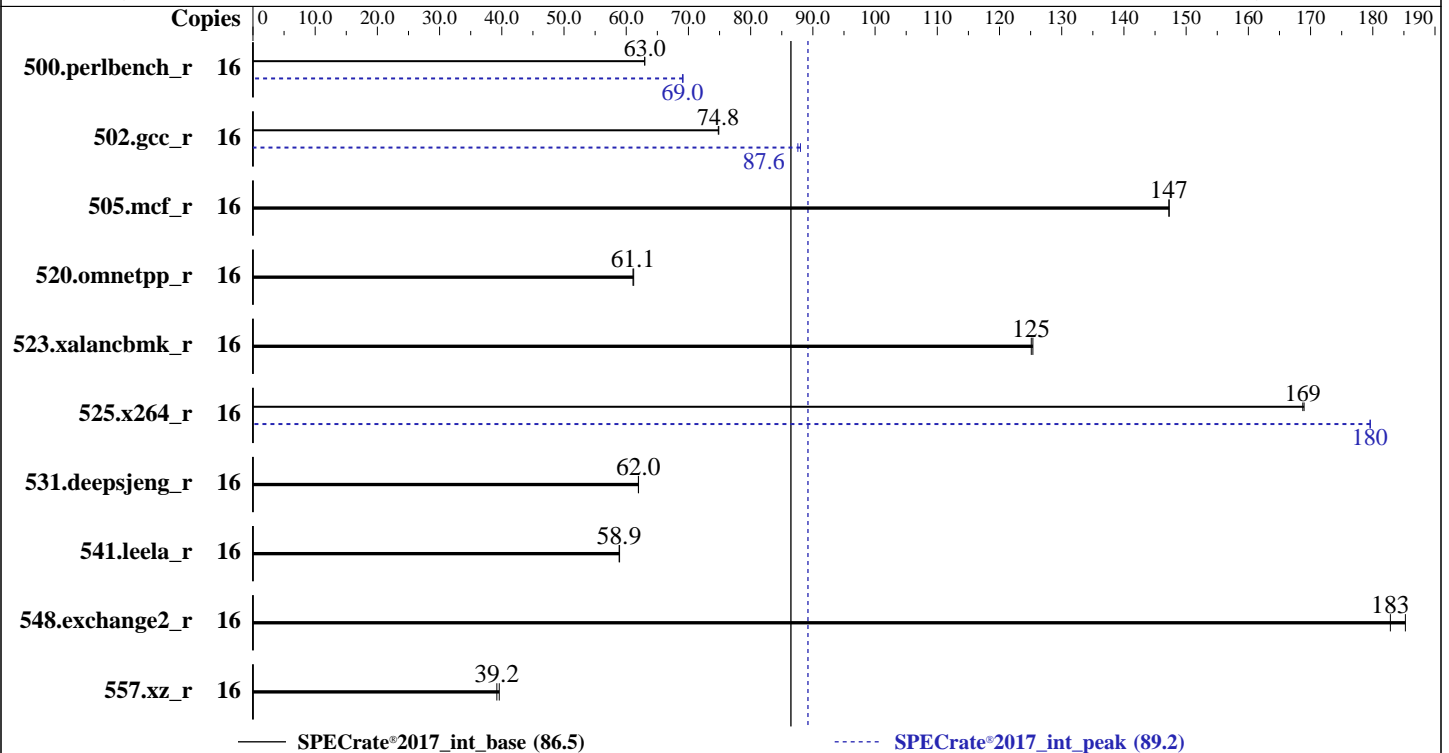 Copies 0 10.0 20.0 30.0 40.0 50.0 60.0 70.0 80.0 90.0 100 110 120 130 140 150 160 170 180 190
63.0
500.perlbench_r 16
69.0
74.8
502.gcc_r 16
87.6
147
505.mcf_r 16
61.1
520.omnetpp_r 16
125
523.xalancbmk_r 16
169
525.x264_r 16
180
62.0
531.deepsjeng_r 16
58.9
541.leela_r 16
183
548.exchange2_r 16
39.2
557.xz_r 16
SPECrate®2017_int_base (86.5) SPECrate®2017_int_peak (89.2)